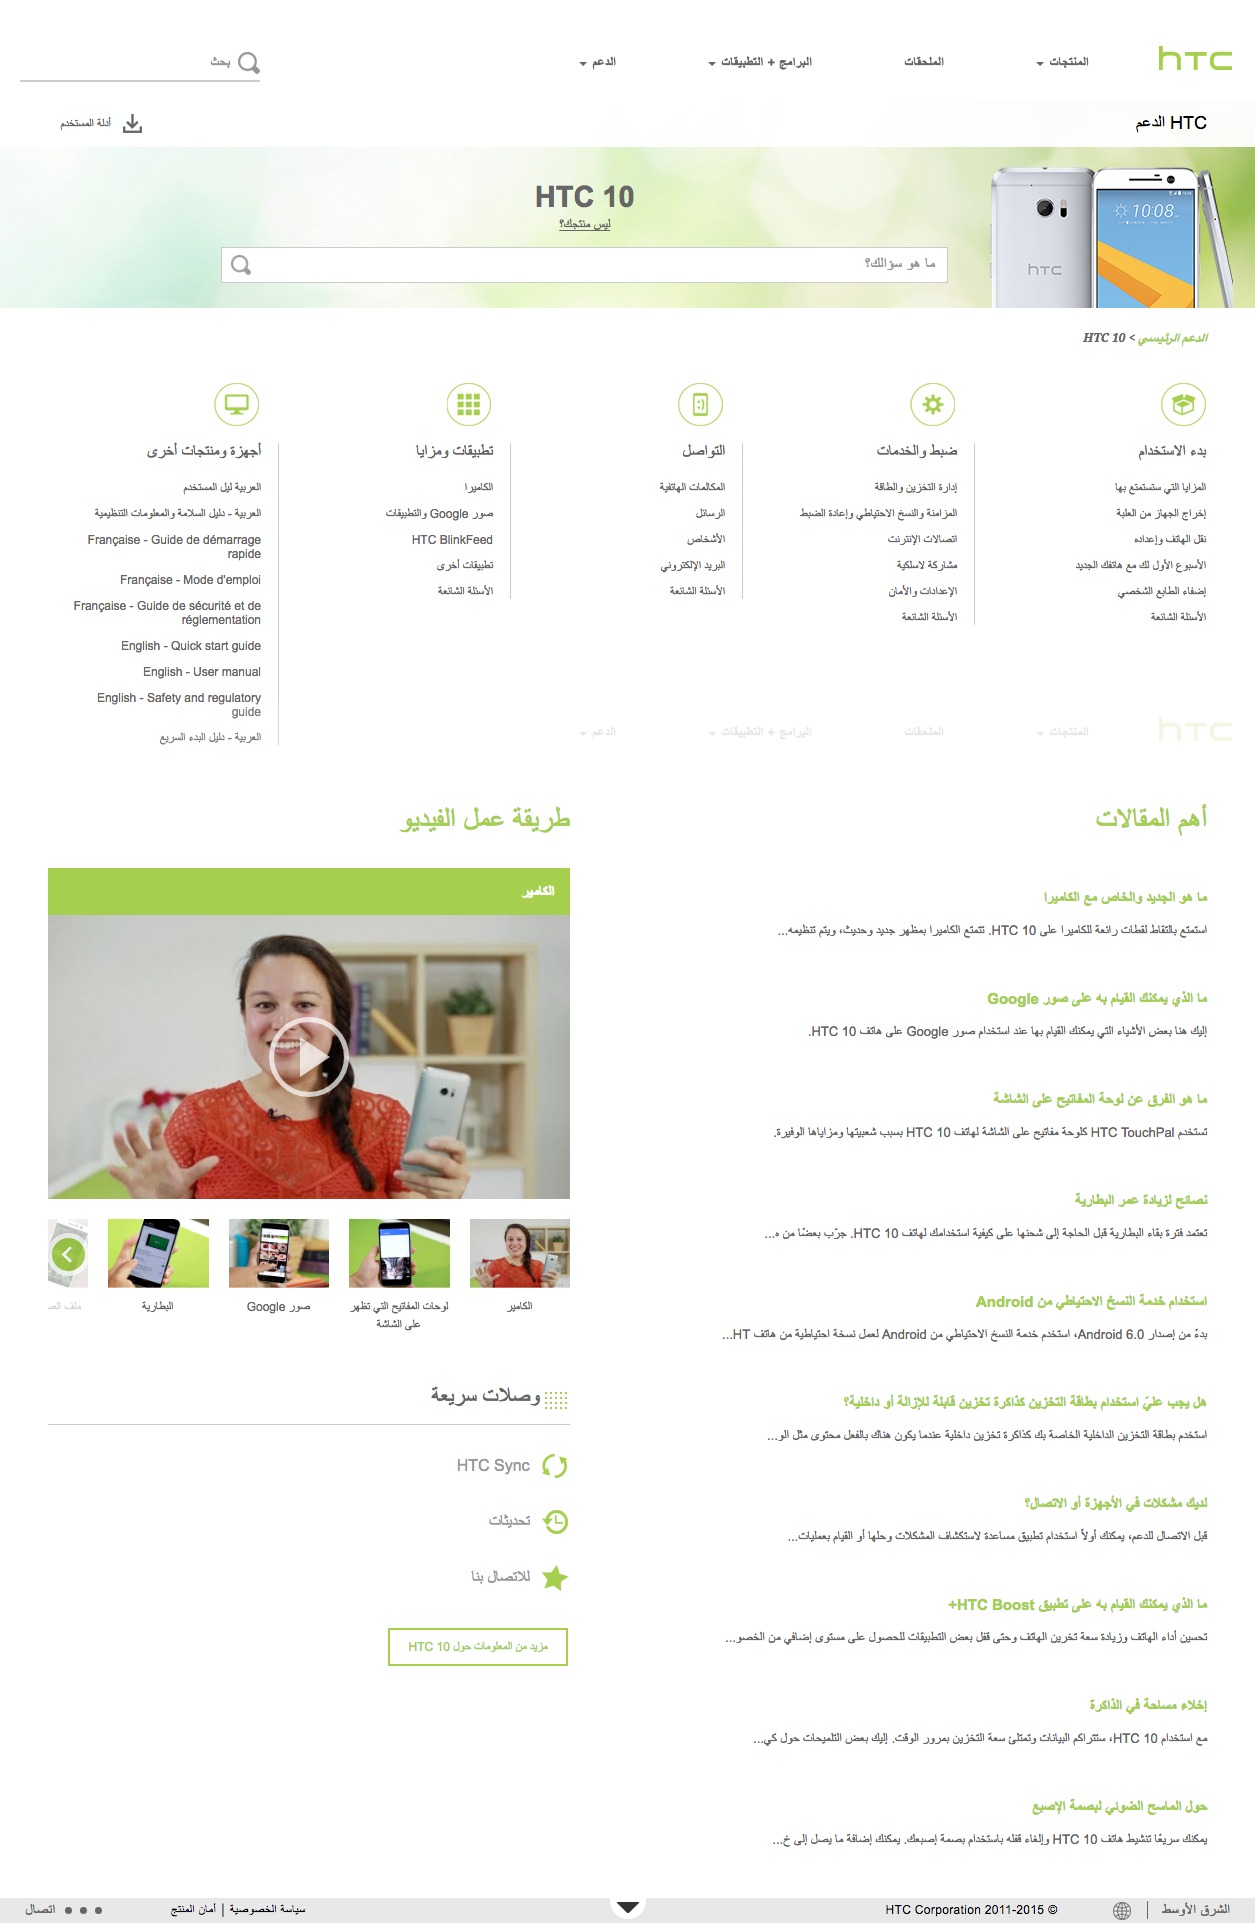 hTC
المنتجات
الملحقات
البرامج + التطبيقات
الدعم
بحث
HTC الدعم
أدلة المستخدم
HTC 10
ليس منتجك؟
ما هو سؤالك؟
10:08
hTC
الدعم الرئيسي > HTC 10
بدء الاستخدام
المزايا التي ستستمتع بها
إخراج الجهاز من العلبة
نقل الهاتف وإعداده
الأسبوع الأول لك مع هاتفك الجديد
إضفاء الطابع الشخصي
الأسئلة الشائعة
ضبط والخدمات
إدارة التخزين والطاقة
المزامنة والنسخ الاحتياطي وإعادة الضبط
اتصالات الإنترنت
مشاركة لاسلكية
الإعدادات والأمان
الأسئلة الشائعة
التواصل
المكالمات الهاتفية
الرسائل
الأشخاص
البريد الإلكتروني
الأسئلة الشائعة
تطبيقات ومزايا
الكاميرا
صور Google والتطبيقات
HTC BlinkFeed
تطبيقات أخرى
الأسئلة الشائعة
أجهزة ومنتجات أخرى
العربية ليل المستخدم
العربية - دليل السلامة والمعلومات التنظيمية
Française - Guide de démarrage
rapide
Française - Mode d'emploi
Française - Guide de sécurité et de
réglementation
English - Quick start guide
English - User manual
English - Safety and regulatory
guide
العربية - دليل البدء السريع
hTC
المنتجات
الملحقات
البرامج + التطبيقات
الدعم
أهم المقالات
ما هو الجديد والخاص مع الكاميرا
استمتع بالتقاط لقطات رائعة للكاميرا على HTC 10. تتمتع الكاميرا بمظهر جديد وحديث، ويتم تنظيمه...
ما الذي يمكنك القيام به على صور Google
إليك هنا بعض الأشياء التي يمكنك القيام بها عند استخدام صور Google على هاتف HTC 10.
ما هو الفرق عن لوحة المفاتيح على الشاشة
تستخدم HTC TouchPal كلوحة مفاتيح على الشاشة لهاتف HTC 10 بسبب شعبيتها ومزاياها الوفيرة.
نصائح لزيادة عمر البطارية
تعتمد فترة بقاء البطارية قبل الحاجة إلى شحنها على كيفية استخدامك لهاتف HTC 10. جرّب بعضًا من ه...
استخدام خدمة النسخ الاحتياطي من Android
بدءً من إصدار Android 6.0، استخدم خدمة النسخ الاحتياطي من Android لعمل نسخة احتياطية من هاتف HT...
هل يجب عليّ استخدام بطاقة التخزين كذاكرة تخزين قابلة للإزالة أو داخلية؟
استخدم بطاقة التخزين الداخلية الخاصة بك كذاكرة تخزين داخلية عندما يكون هناك بالفعل محتوى مثل الو...
لديك مشكلات في الأجهزة أو الاتصال؟
قبل الاتصال للدعم، يمكنك أولاً استخدام تطبيق مساعدة لاستكشاف المشكلات وحلها أو القيام بعمليات...
ما الذي يمكنك القيام به على تطبيق HTC Boost+
تحسين أداء الهاتف وزيادة سعة تخرين الهاتف وحتى قفل بعض التطبيقات للحصول على مستوى إضافي من الخصو...
إخلاء مساحة في الذاكرة
مع استخدام HTC 10، ستتراكم البيانات وتمتلئ سعة التخزين بمرور الوقت. إليك بعض التلميحات حول كي...
حول الماسح الضوئي لبصمة الإصبع
يمكنك سريعًا تنشيط هاتف HTC 10 وإلغاء قفله باستخدام بصمة إصبعك. يمكنك إضافة ما يصل إلى خ...
طريقة عمل الفيديو
الكامير
الكامير
لوحات المفاتيح التي تظهر
على الشاشة
صور Google
البطارية
ملف الص
وصلات سريعة
HTC Sync
تحديثات
للاتصال بنا
مزيد من المعلومات حول HTC 10
الشرق الأوسط
© HTC Corporation 2011-2015
سياسة الخصوصية | أمان المنتج
اتصال